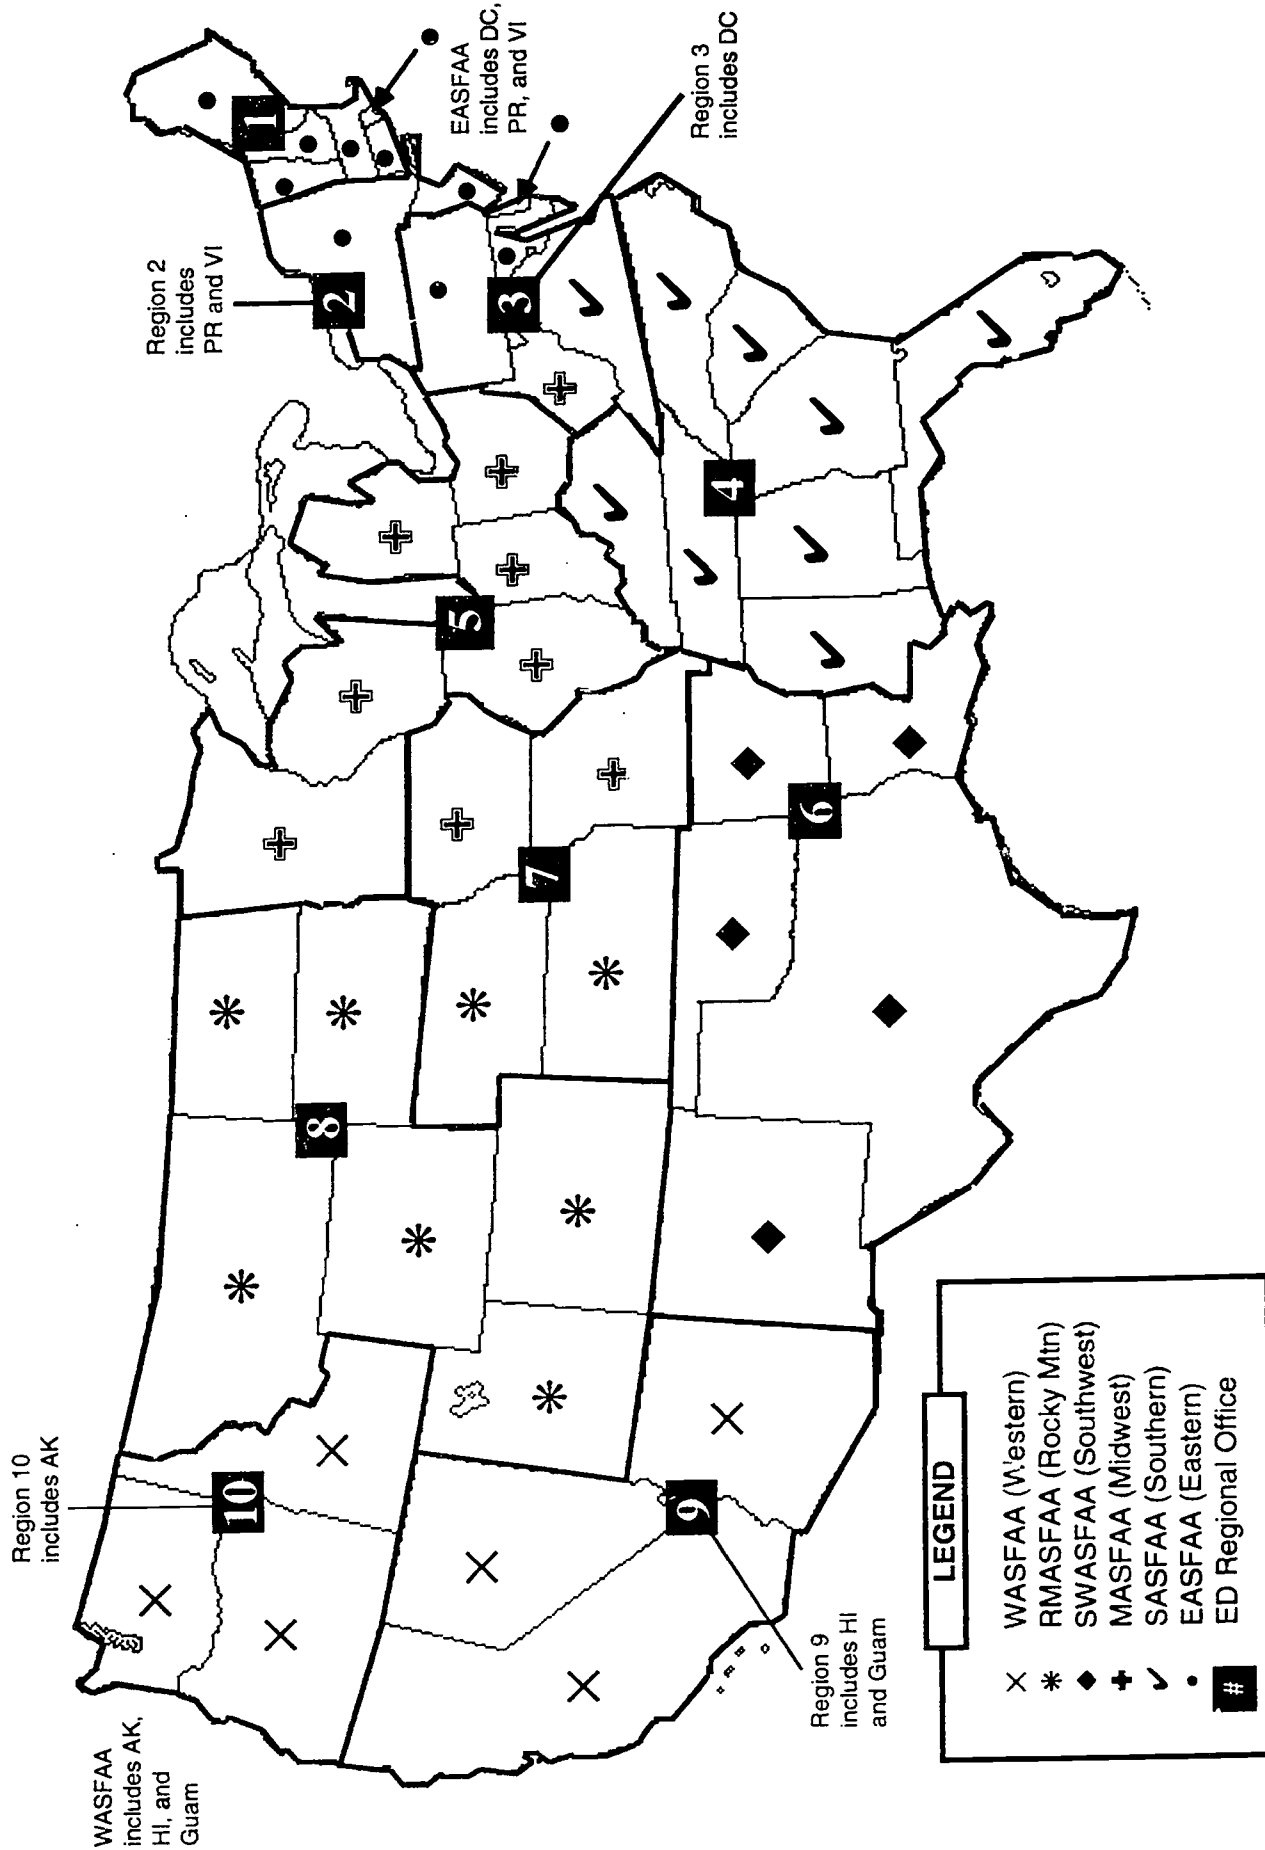 Region 10
includes AK
WASFAA
includes AK,
HI, and
Guam
Region 2
includes
PR and VI
EASFAA
includes DC,
PR, and VI
Region 3
includes DC
Region 9
includes HI
and Guam
1
2
3
4
5
6
7
8
9
10
LEGEND
WASFAA (Western)
RMASFAA (Rocky Mtn)
SWASFAA (Southwest)
MASFAA (Midwest)
SASFAA (Southern)
EASFAA (Eastern)
# ED Regional Office